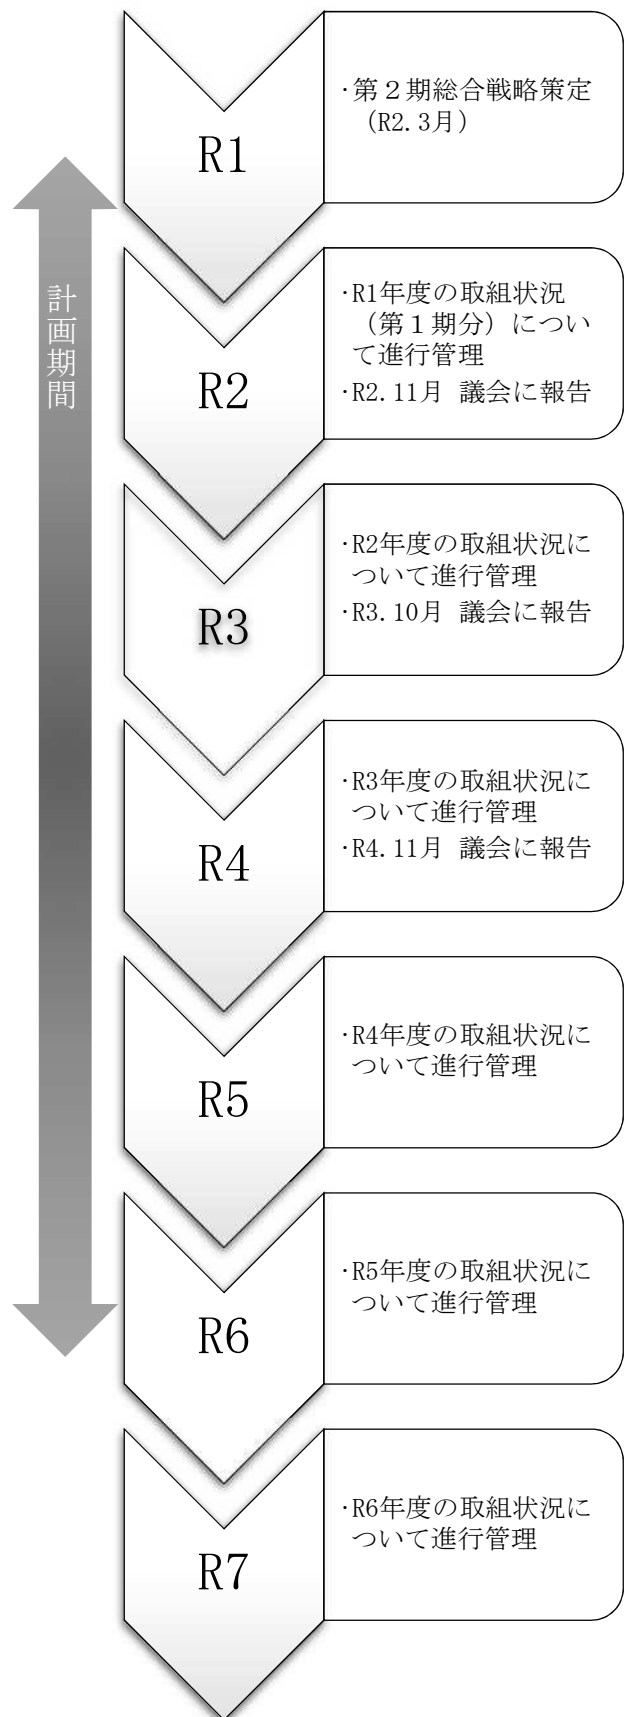 計画期間
R1
・第２期総合戦略策定
（R2.3月）
R2
・R1年度の取組状況
（第１期分）につい
て進行管理
・R2.11月 議会に報告
R3
・R2年度の取組状況に
ついて進行管理
・R3.10月 議会に報告
R4
・R3年度の取組状況に
ついて進行管理
・R4.11月 議会に報告
R5
・R4年度の取組状況に
ついて進行管理
R6
・R5年度の取組状況に
ついて進行管理
R7
・R6年度の取組状況に
ついて進行管理